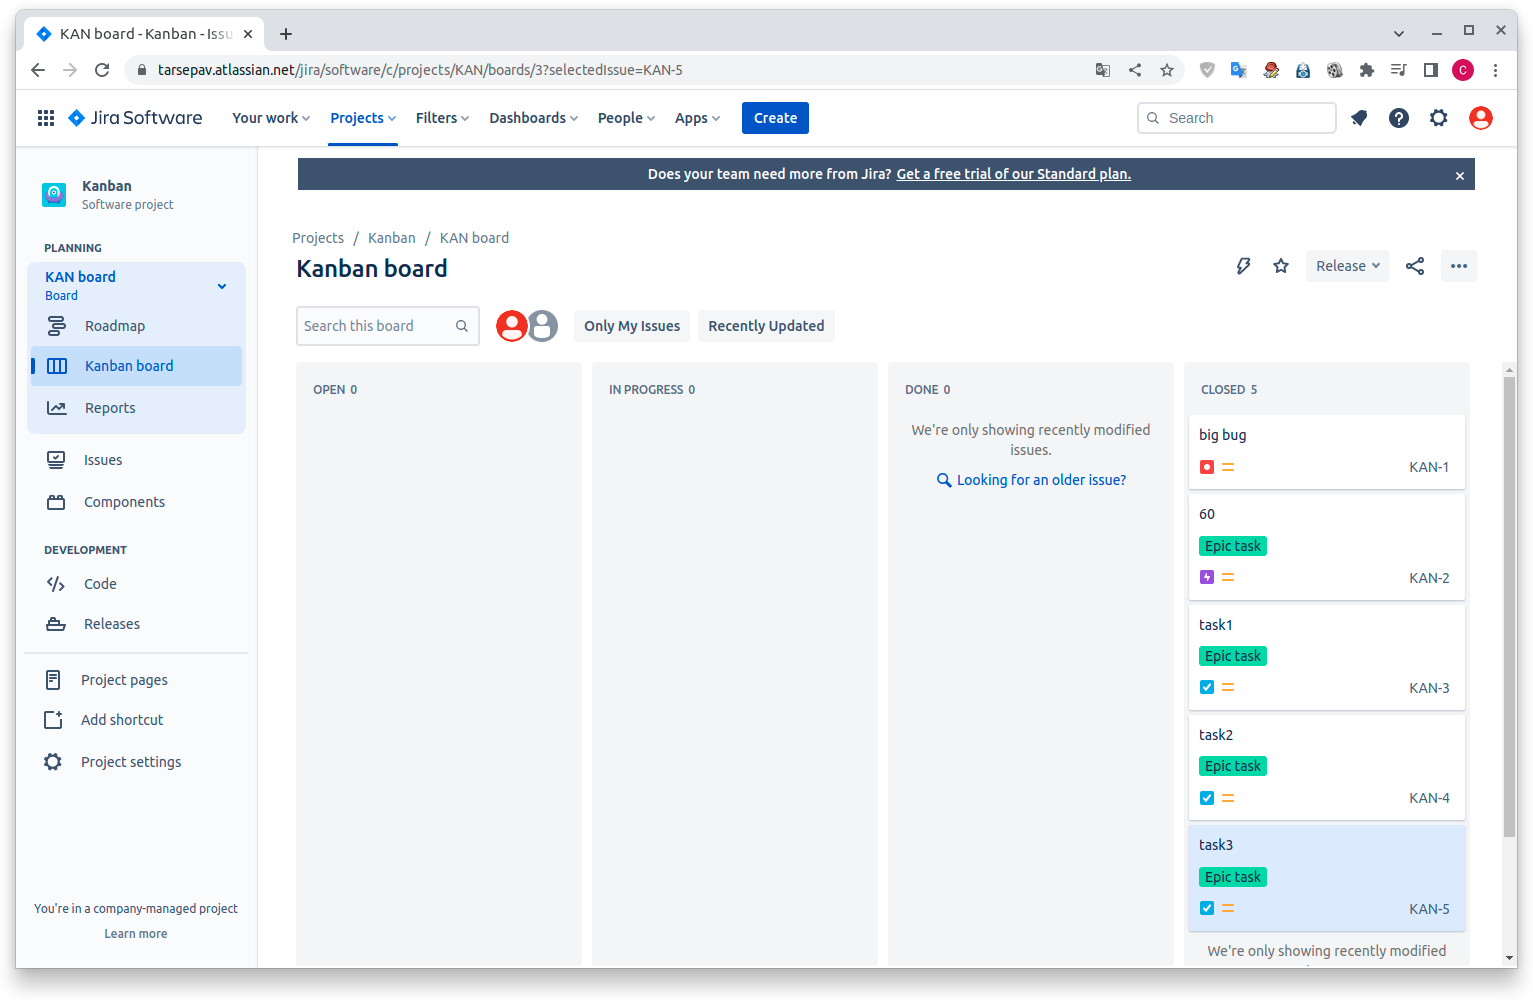 KAN board - Kanban - Issu
tarsepav.atlassian.net/jira/software/c/projects/KAN/boards/3?selectedIssue=KAN-5
C
Jira Software
Your work
Projects
Filters
Dashboards
People
Apps
Create
Search
Kanban
Software project
PLANNING
KAN board
Board
Roadmap
Kanban board
Reports
Issues
Components
DEVELOPMENT
Code
Releases
Project pages
Add shortcut
Project settings
You're in a company-managed project
Learn more
Does your team need more from Jira? Get a free trial of our Standard plan.
Projects / Kanban / KAN board
Kanban board
Release
Search this board
Only My Issues
Recently Updated
OPEN 0
IN PROGRESS 0
DONE 0
We're only showing recently modified
issues.
Looking for an older issue?
CLOSED 5
big bug
KAN-1
60
Epic task
KAN-2
task1
Epic task
KAN-3
task2
Epic task
KAN-4
task3
Epic task
KAN-5
We're only showing recently modified